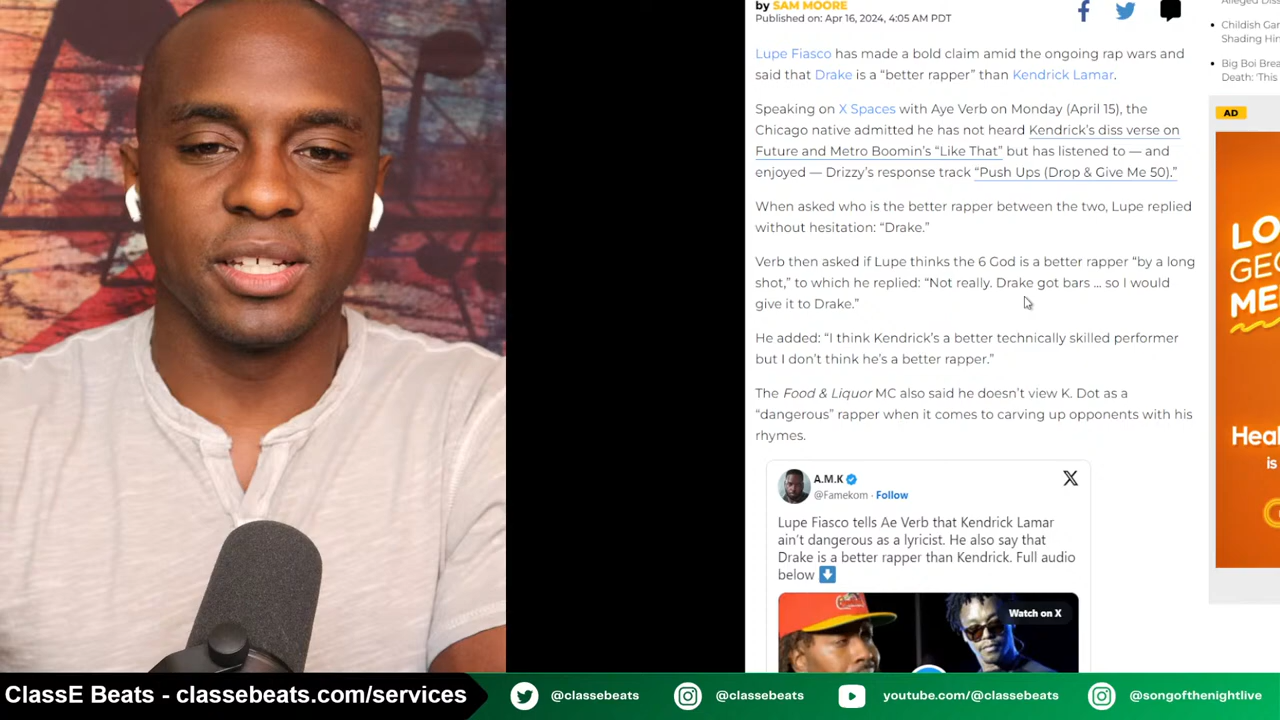 by SAM MOORE
Published on: Apr 16, 2024, 4:05 AM PDT
Lupe Fiasco has made a bold claim amid the ongoing rap wars and
said that Drake is a “better rapper” than Kendrick Lamar.
Speaking on X Spaces with Aye Verb on Monday (April 15), the
Chicago native admitted he has not heard Kendrick’s diss verse on
Future and Metro Boomin’s “Like That” but has listened to — and
enjoyed — Drizzy’s response track “Push Ups (Drop & Give Me 50).”
When asked who is the better rapper between the two, Lupe replied
without hesitation: “Drake.”
Verb then asked if Lupe thinks the 6 God is a better rapper “by a long
shot,” to which he replied: “Not really. Drake got bars ... so I would
give it to Drake.”
He added: “I think Kendrick’s a better technically skilled performer
but I don’t think he’s a better rapper.”
The Food & Liquor MC also said he doesn’t view K. Dot as a
“dangerous” rapper when it comes to carving up opponents with his
rhymes.
A.M.K
@Famekom · Follow
Lupe Fiasco tells Ae Verb that Kendrick Lamar
ain’t dangerous as a lyricist. He also say that
Drake is a better rapper than Kendrick. Full audio
below
Watch on X
Childish Gar
Shading Hir
Big Boi Brea
Death: ‘This
AD
LO
GEO
ME
Heal
is
ClassE Beats - classebeats.com/services
@classebeats
@classebeats
youtube.com/@classebeats
@songofthenightlive